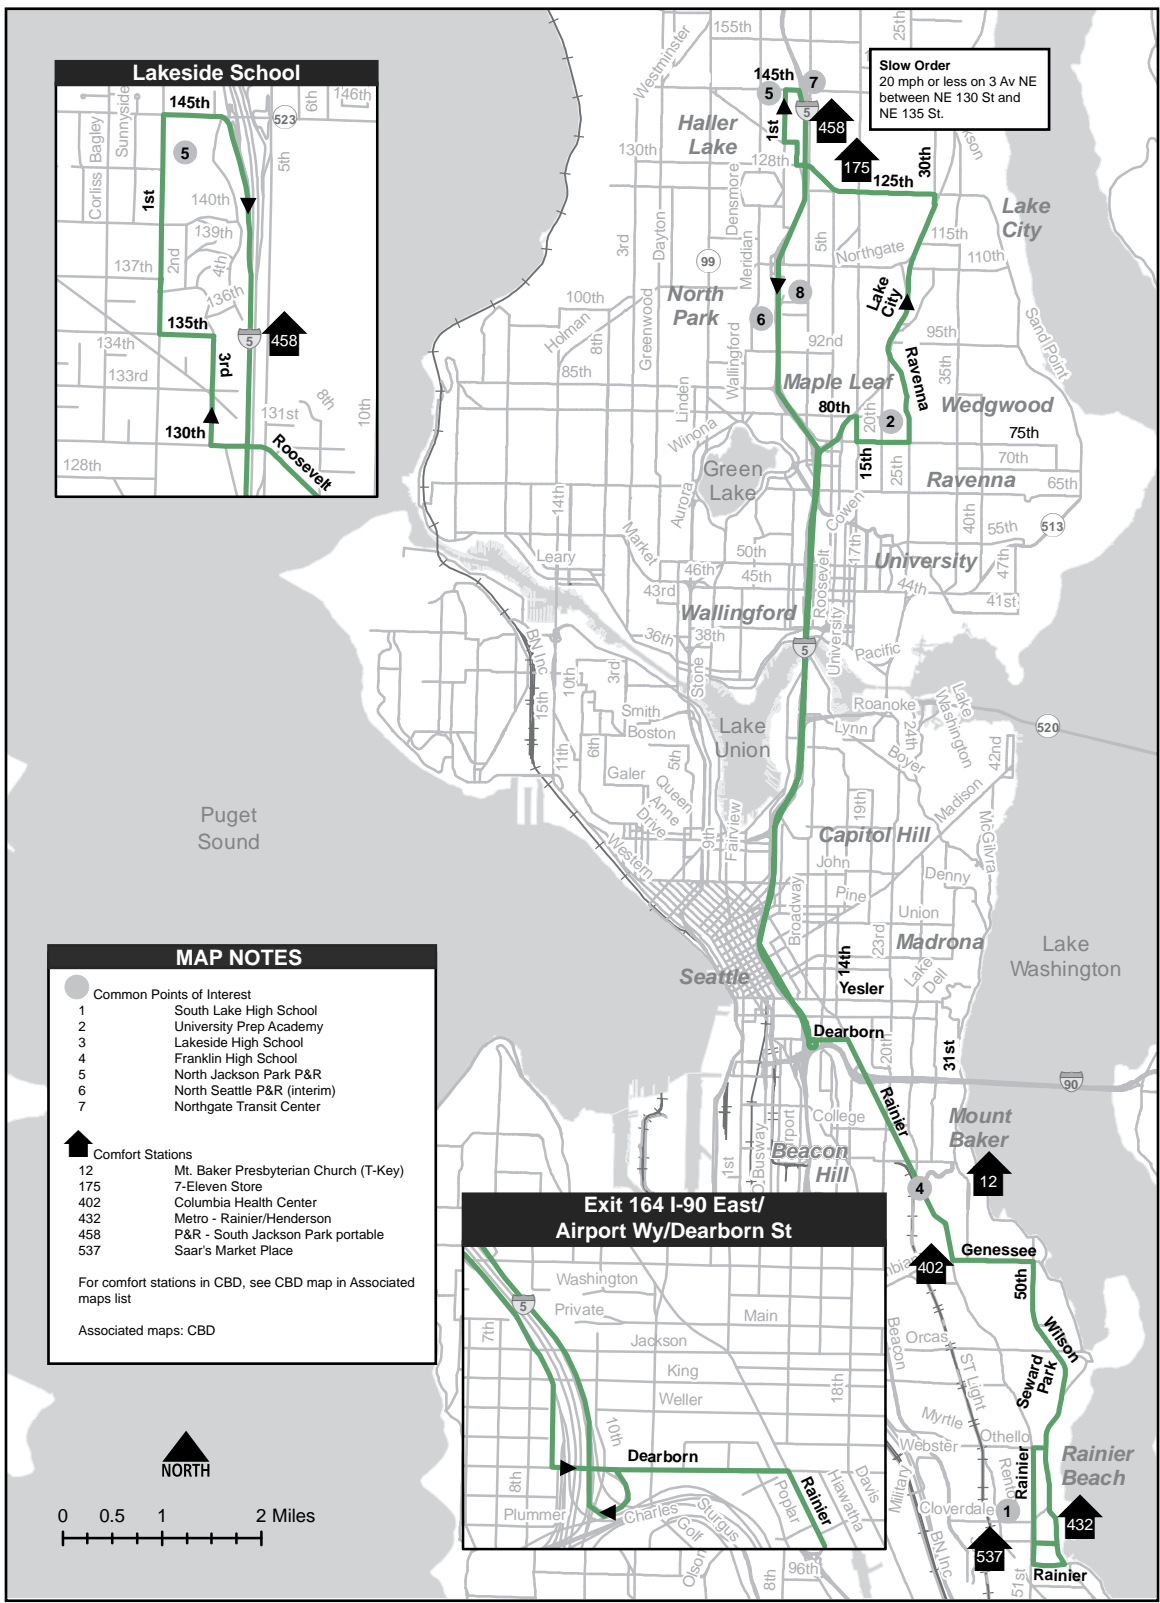 Lakeside School
145th
146th
6th
523
Sunnyside
Bagley
Corliss
5
5th
1st
140th
139th
2nd
4th
137th
136th
135th
134th
5
458
3rd
133rd
8th
10th
131st
130th
Roosevelt
128th
155th
25th
Westminster
145th
7
5
5
458
1st
Haller
Lake
130th
128th
175
30th
125th
Slow Order
20 mph or less on 3 Av NE
between NE 130 St and
NE 135 St.
Lake
City
Densmore
3rd
Dayton
99
Meridian
5th
Northgate
115th
110th
100th
North
Park
8
6
Lake
City
Holman
8th
Greenwood
Wallingford
92nd
95th
Sand Point
85th
Linden
Maple Leaf
Ravenna
35th
Wedgwood
80th
20th
2
75th
Winona
15th
25th
70th
Green
Lake
Ravenna
65th
14th
Aurora
Cowen
40th
55th
513
Market
17th
Leary
50th
University
47th
46th
45th
Roosevelt
43rd
44th
41st
Wallingford
36th
38th
University
5
Pacific
BN Inc
10th
3rd
Stone
15th
Smith
Boston
Lake
Union
Roanoke
Lake
Washington
Lynn
24th
520
11th
6th
5th
Boyer
42nd
Galer
Queen
Anne
Drive
Madison
19th
McGilvra
Puget
Sound
9th
Fairview
Capitol Hill
Western
John
Denny
Broadway
Pine
Union
23rd
Madrona
14th
Lake
Dell
Lake
Washington
Seattle
Yesler
Dearborn
20th
31st
90
Rainier
College
Mount
Baker
Airport
Beacon
Hill
1st
Busway
12
4
Genessee
402
50th
Wilson
Beacon
Orcas
ST Light
Seward
Park
Myrtle
Othello
Webster
Rainier
Rainier
Beach
Military
Cloverdale
1
432
BN Inc
537
51st
Rainier
Olson
8th
96th
MAP NOTES
Common Points of Interest
1 South Lake High School
2 University Prep Academy
3 Lakeside High School
4 Franklin High School
5 North Jackson Park P&R
6 North Seattle P&R (interim)
7 Northgate Transit Center
Comfort Stations
12 Mt. Baker Presbyterian Church (T-Key)
175 7-Eleven Store
402 Columbia Health Center
432 Metro - Rainier/Henderson
458 P&R - South Jackson Park portable
537 Saar's Market Place
For comfort stations in CBD, see CBD map in Associated
maps list
Associated maps: CBD
NORTH
0 0.5 1 2 Miles
Exit 164 I-90 East/
Airport Wy/Dearborn St
Washington
5
Private
Main
7th
Jackson
King
18th
Weller
10th
Dearborn
8th
Rainier
Davis
Hiawatha
Poplar
Plummer
Charles
Sturgus
Golf